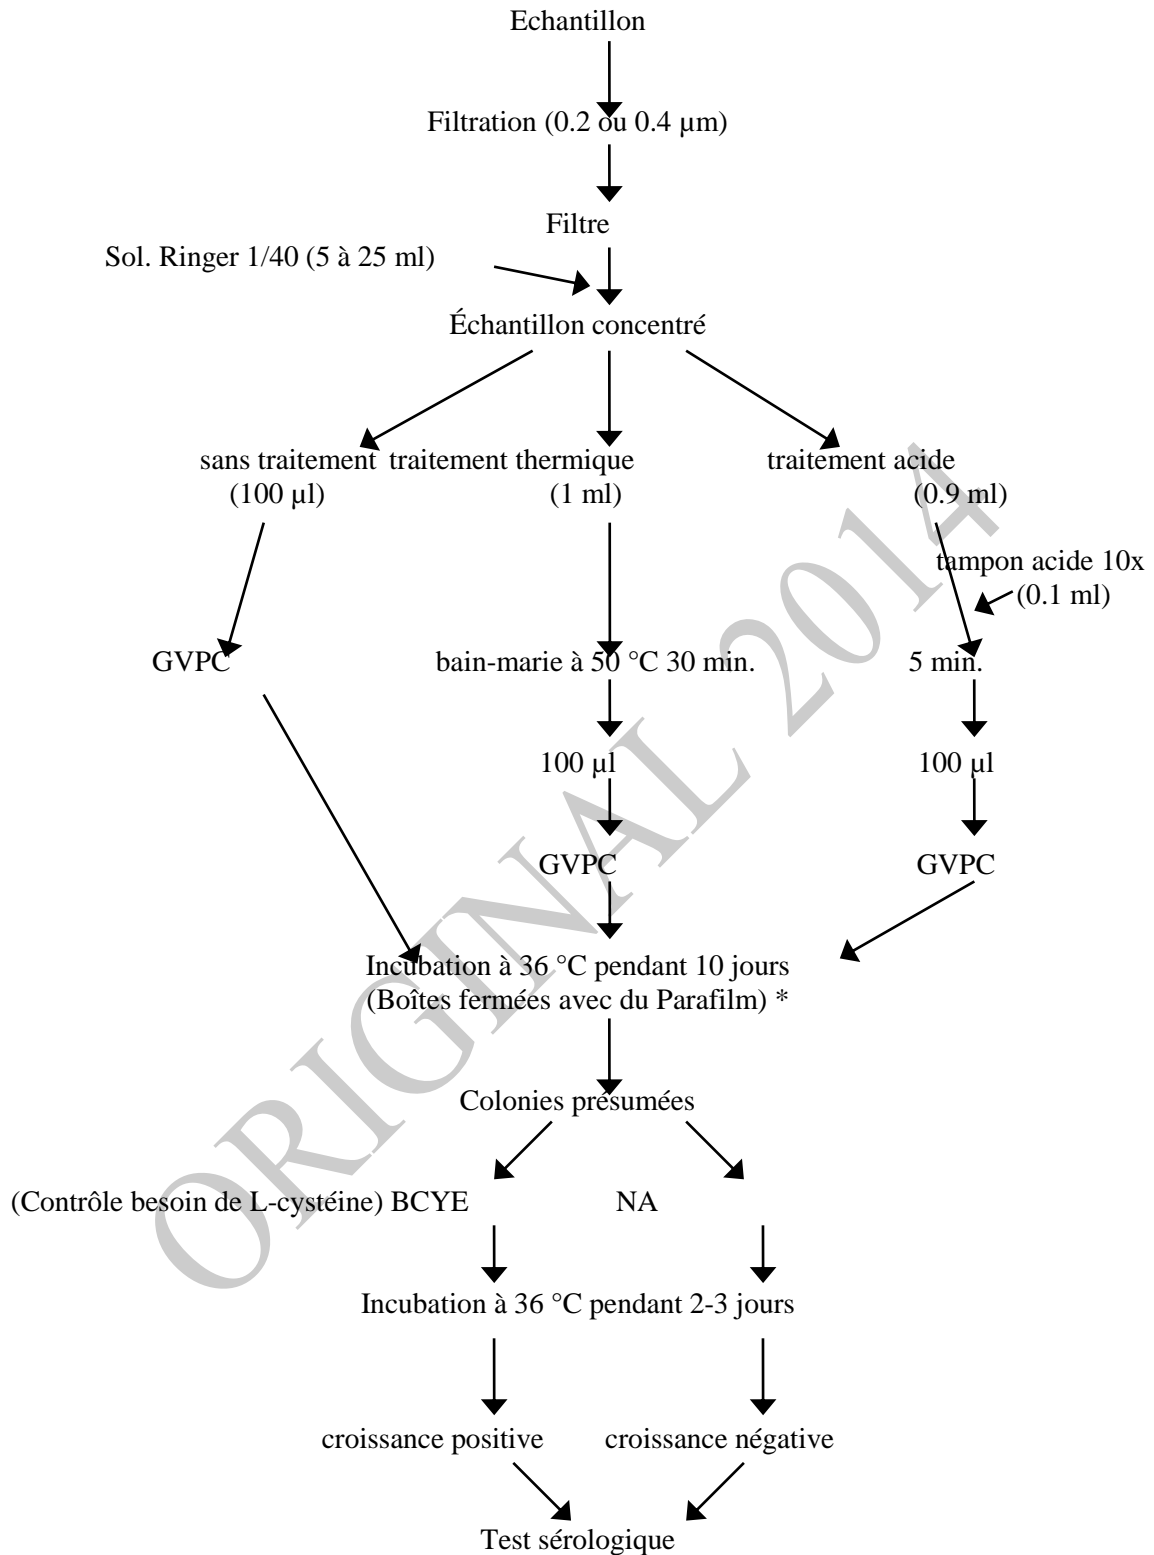 Echantillon
Filtration (0.2 ou 0.4 µm)
Filtre
Sol. Ringer 1/40 (5 à 25 ml)
Échantillon concentré
sans traitement traitement thermique traitement acide
(100 µl) (1 ml) (0.9 ml)
tampon acide 10x
(0.1 ml)
GVPC bain-marie à 50 °C 30 min. 5 min.
100 µl 100 µl
GVPC GVPC
Incubation à 36 °C pendant 10 jours
(Boîtes fermées avec du Parafilm) *
Colonies présumées
(Contrôle besoin de L-cystéine) BCYE NA
Incubation à 36 °C pendant 2-3 jours
croissance positive croissance négative
Test sérologique
ORIGINAL 2014